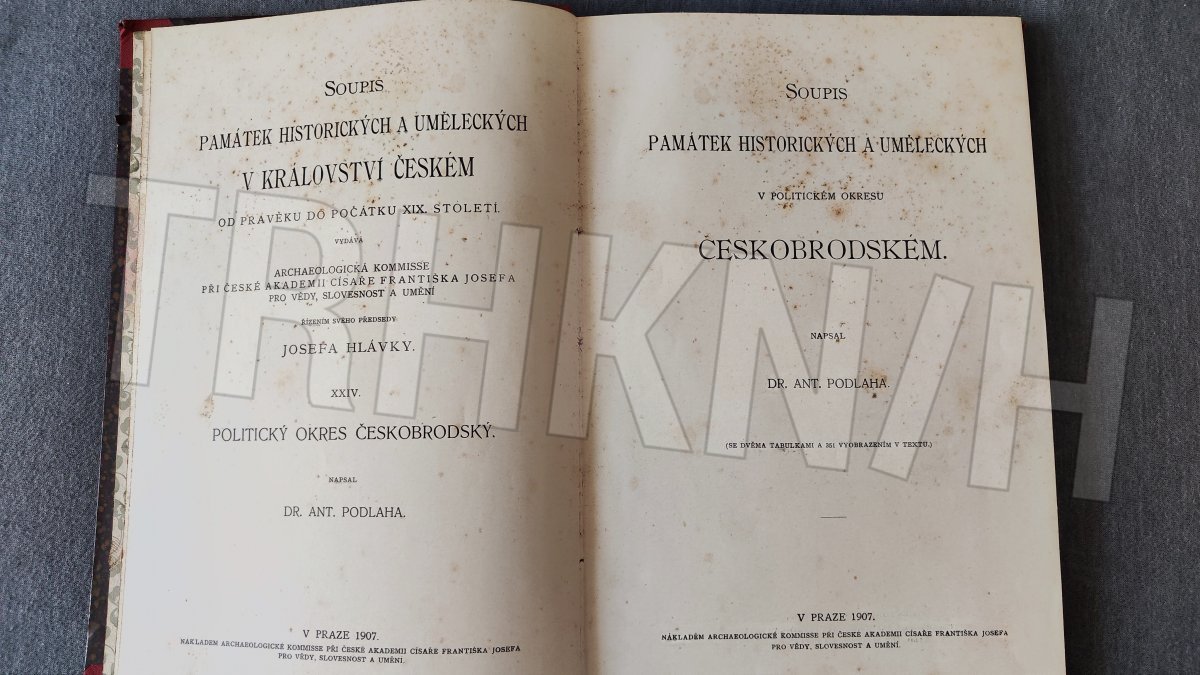 SOUPIS
PAMÁTEK HISTORICKÝCH A UMĚLECKÝCH
V KRÁLOVSTVÍ ČESKÉM
OD PRAVĚKU DO POČÁTKU XIX. STOLETÍ.
VYDÁVÁ
ARCHAEOLOGICKÁ KOMMISSE
PŘI ČESKÉ AKADEMII CÍSAŘE FRANTIŠKA JOSEFA
PRO VĚDY, SLOVESNOST A UMĚNÍ
ŘÍZENÍM SVÉHO PŘEDSEDY
JOSEFA HLÁVKY.
XXIV.
POLITICKÝ OKRES ČESKOBRODSKÝ.
NAPSAL
DR. ANT. PODLAHA.
V PRAZE 1907.
NÁKLADEM ARCHAEOLOGICKÉ KOMMISSE PŘI ČESKÉ AKADEMII CÍSAŘE FRANTIŠKA JOSEFA
PRO VĚDY, SLOVESNOST A UMĚNÍ.
SOUPIS
PAMÁTEK HISTORICKÝCH A UMĚLECKÝCH
V POLITICKÉM OKRESU
ČESKOBRODSKÉM.
NAPSAL
DR. ANT. PODLAHA.
(SE DVĚMA TABULKAMI A 351 VYOBRAZENÍM V TEXTU.)
V PRAZE 1907.
NÁKLADEM ARCHAEOLOGICKÉ KOMMISSE PŘI ČESKÉ AKADEMII CÍSAŘE FRANTIŠKA JOSEFA
PRO VĚDY, SLOVESNOST A UMĚNÍ.
TRHKNIH